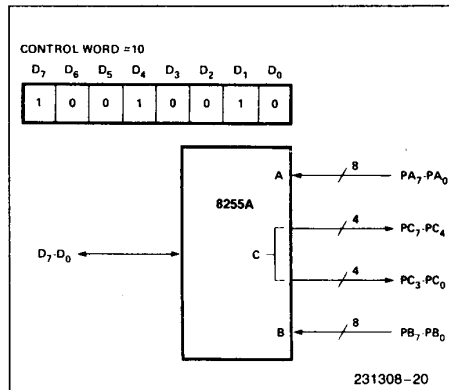 CONTROL WORD =10
D7 D6 D5 D4 D3 D2 D1 D0
1 0 0 1 0 0 1 0
A 8 PA7-PA0
8255A
4 PC7-PC4
D7-D0 C
4 PC3-PC0
B 8 PB7-PB0
231308-20